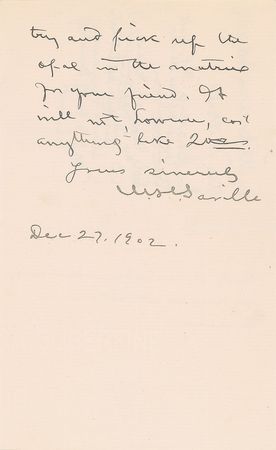 try and pick up the
opal in the matrix
for your friend. It
will not, however, cost
anything like 20
Yours sincerely
M H Saville
Dec 27, 1902.